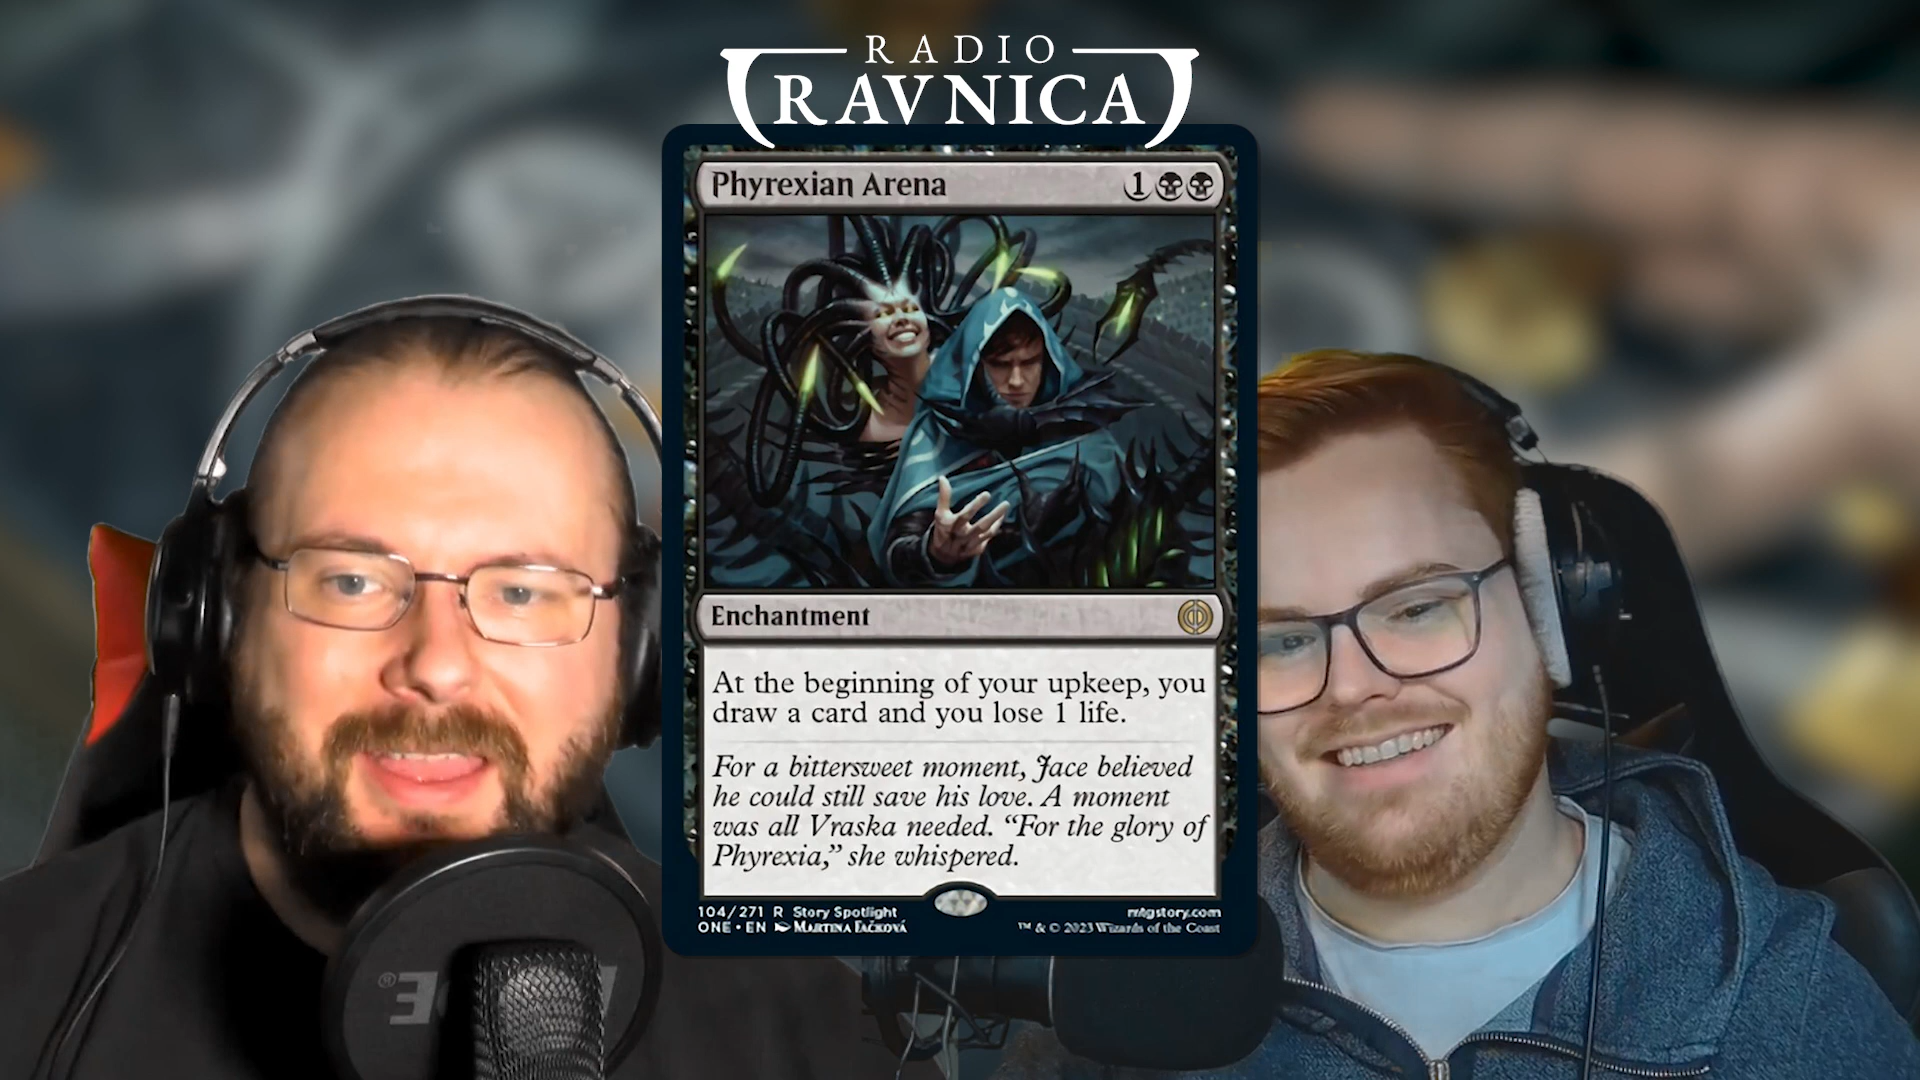 RADIO
RAVNICA
Phyrexian Arena 1
Enchantment
At the beginning of your upkeep, you
draw a card and you lose 1 life.
For a bittersweet moment, Jace believed
he could still save his love. A moment
was all Vraska needed. “For the glory of
Phyrexia,” she whispered.
104/271 R Story Spotlight
mtgstory.com
ONE • EN MARTINA FAČKOVÁ
™ & © 2023 Wizards of the Coast